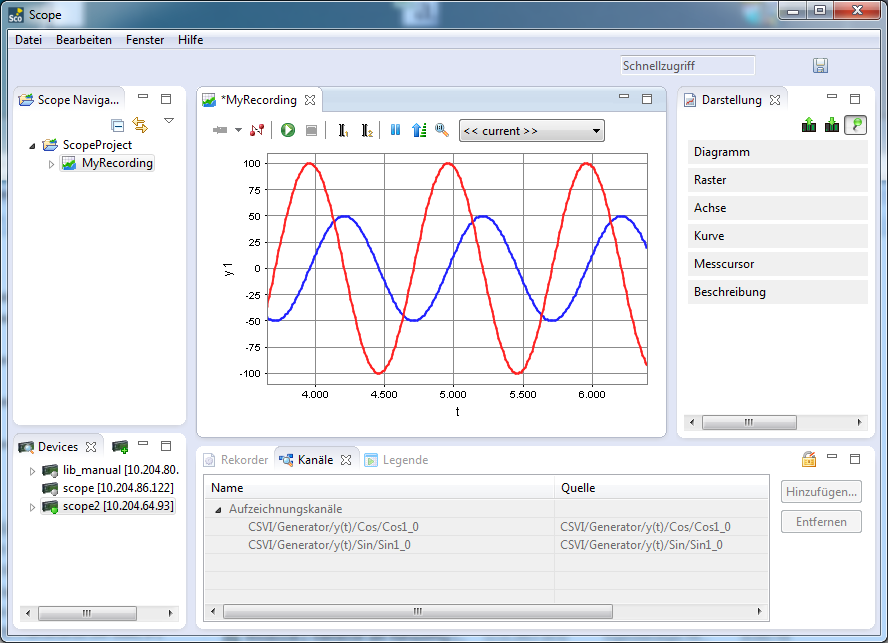 Scope
Datei Bearbeiten Fenster Hilfe
Schnellzugriff
Scope Naviga...
ScopeProject
MyRecording
*MyRecording
<< current >>
y 1
100
75
50
25
0
-25
-50
-75
-100
4.000 4.500 5.000 5.500 6.000
t
Darstellung
Diagramm
Raster
Achse
Kurve
Messcursor
Beschreibung
Devices
lib_manual [10.204.80.
scope [10.204.86.122]
scope2 [10.204.64.93]
Rekorder Kanäle Legende
Name Quelle
Aufzeichnungskanäle
CSVI/Generator/y(t)/Cos/Cos1_0 CSVI/Generator/y(t)/Cos/Cos1_0
CSVI/Generator/y(t)/Sin/Sin1_0 CSVI/Generator/y(t)/Sin/Sin1_0
Hinzufügen...
Entfernen